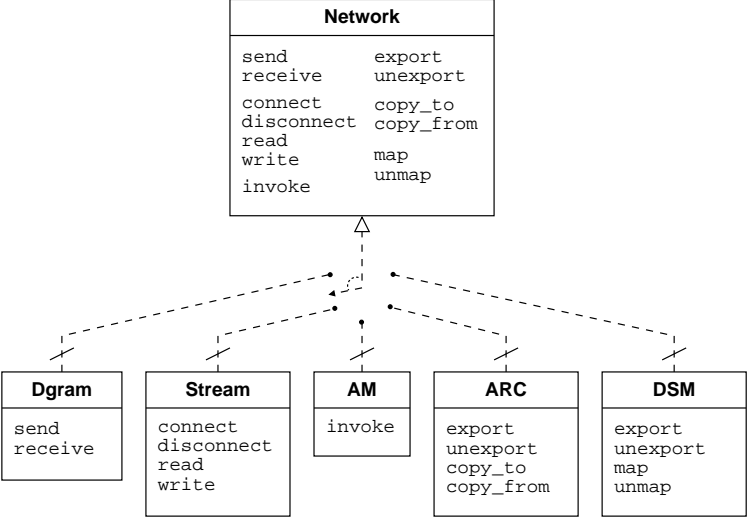 Network
send
receive
connect
disconnect
read
write
invoke
export
unexport
copy_to
copy_from
map
unmap
Dgram
send
receive
Stream
connect
disconnect
read
write
AM
invoke
ARC
export
unexport
copy_to
copy_from
DSM
export
unexport
map
unmap